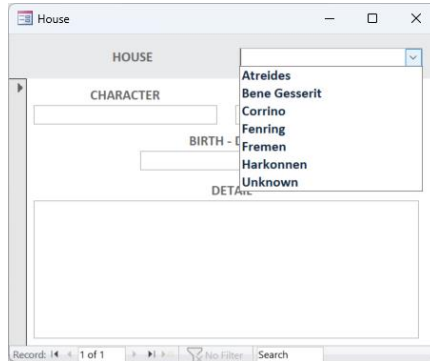 House
HOUSE
Atreides
Bene Gesserit
Corrino
Fenring
Fremen
Harkonnen
Unknown
CHARACTER
BIRTH - D
DETAIL
Record: 1 of 1 No Filter Search